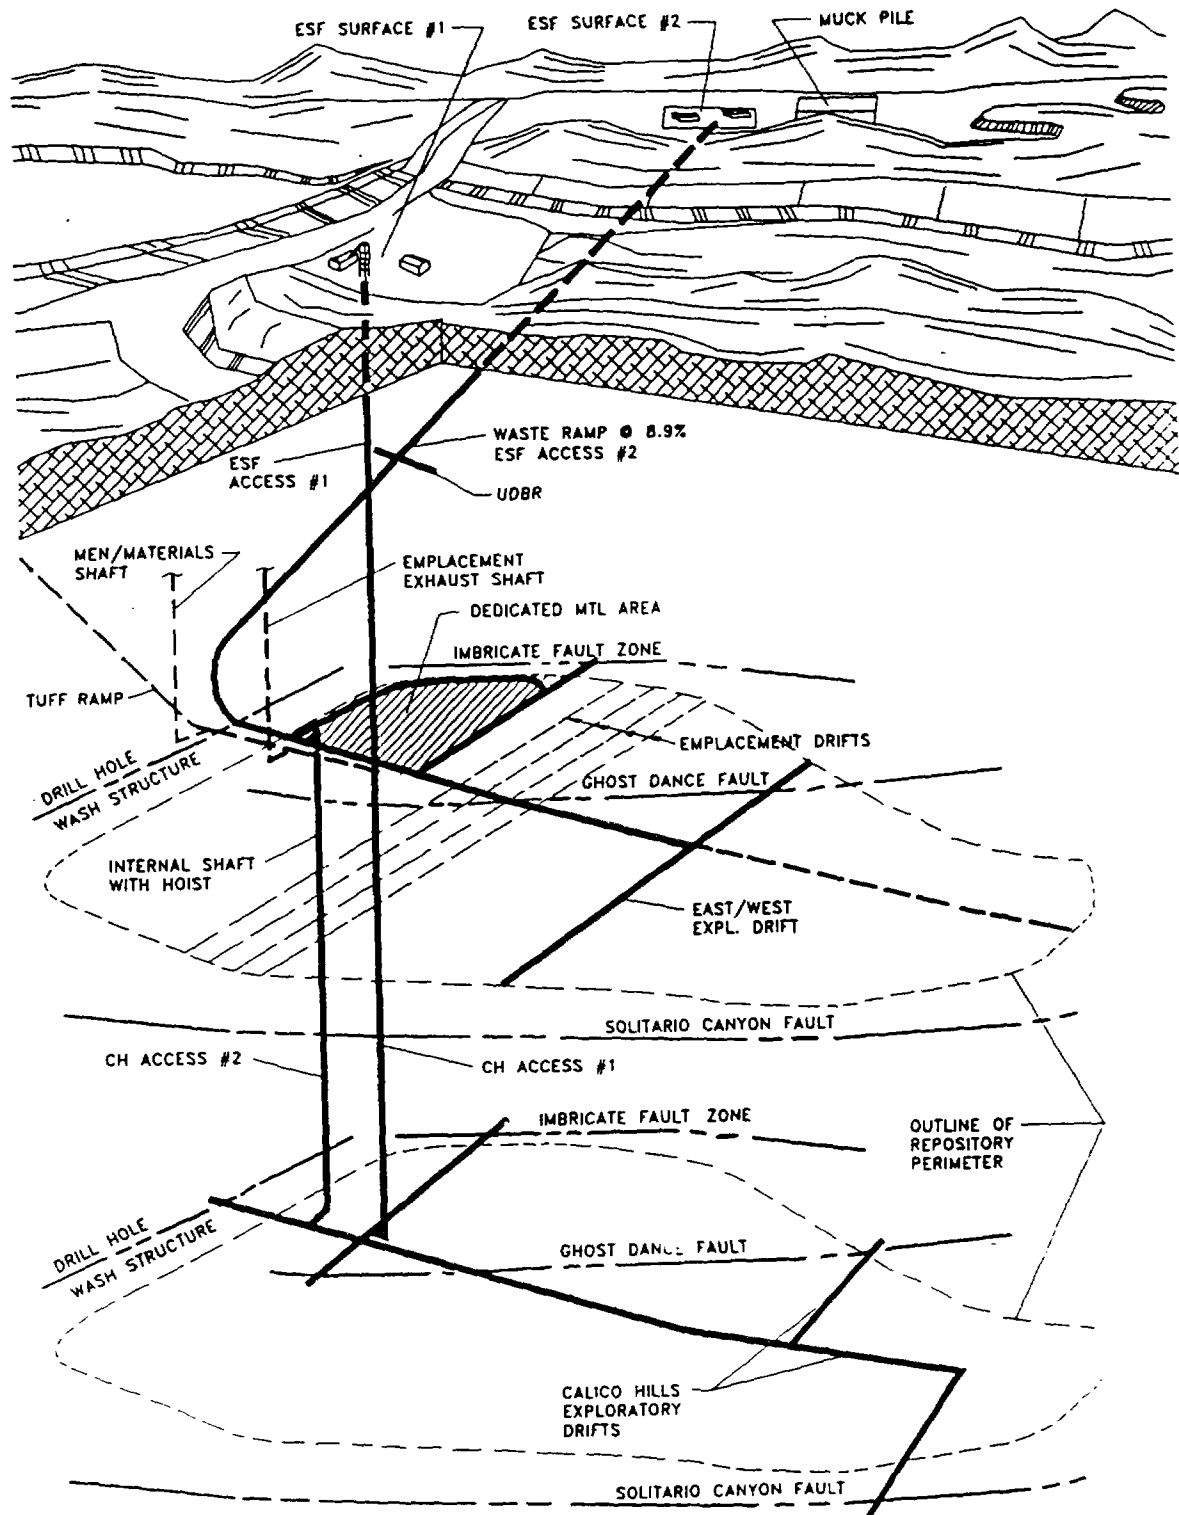 ESF SURFACE #1
ESF SURFACE #2
MUCK PILE
WASTE RAMP @ 8.9%
ESF ACCESS #2
ESF
ACCESS #1
UDBR
MEN/MATERIALS
SHAFT
EMPLACEMENT
EXHAUST SHAFT
DEDICATED MTL AREA
IMBRICATE FAULT ZONE
TUFF RAMP
EMPLACEMENT DRIFTS
DRILL HOLE
WASH STRUCTURE
GHOST DANCE FAULT
INTERNAL SHAFT
WITH HOIST
EAST/WEST
EXPL. DRIFT
SOLITARIO CANYON FAULT
CH ACCESS #2
CH ACCESS #1
IMBRICATE FAULT ZONE
OUTLINE OF
REPOSITORY
PERIMETER
DRILL HOLE
WASH STRUCTURE
GHOST DANCE FAULT
CALICO HILLS
EXPLORATORY
DRIFTS
SOLITARIO CANYON FAULT